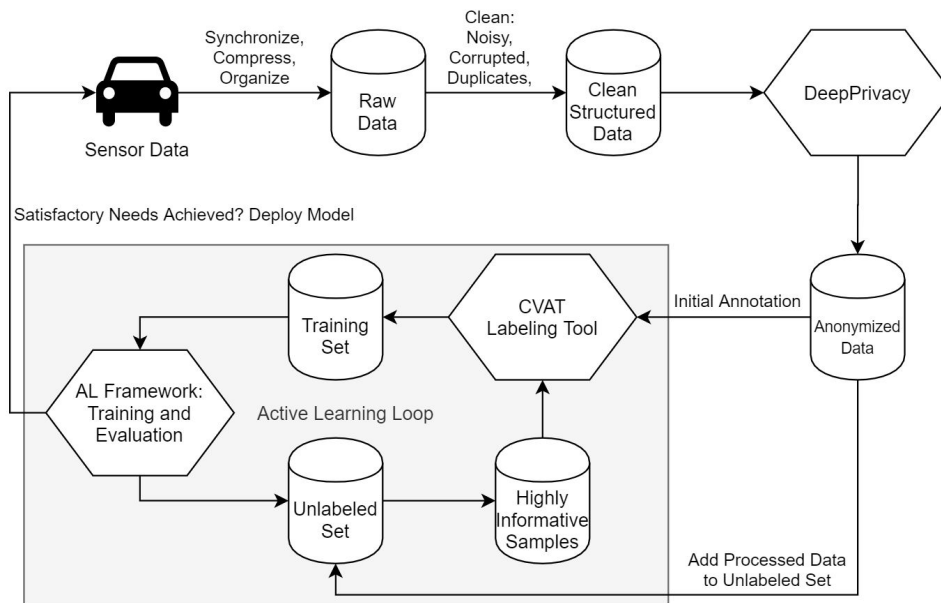 Synchronize,
Compress,
Organize
Clean:
Noisy,
Corrupted,
Duplicates,
Sensor Data
Raw
Data
Clean
Structured
Data
DeepPrivacy
Satisfactory Needs Achieved? Deploy Model
Training
Set
CVAT
Labeling Tool
Initial Annotation
Anonymized
Data
AL Framework:
Training and
Evaluation
Active Learning Loop
Unlabeled
Set
Highly
Informative
Samples
Add Processed Data
to Unlabeled Set